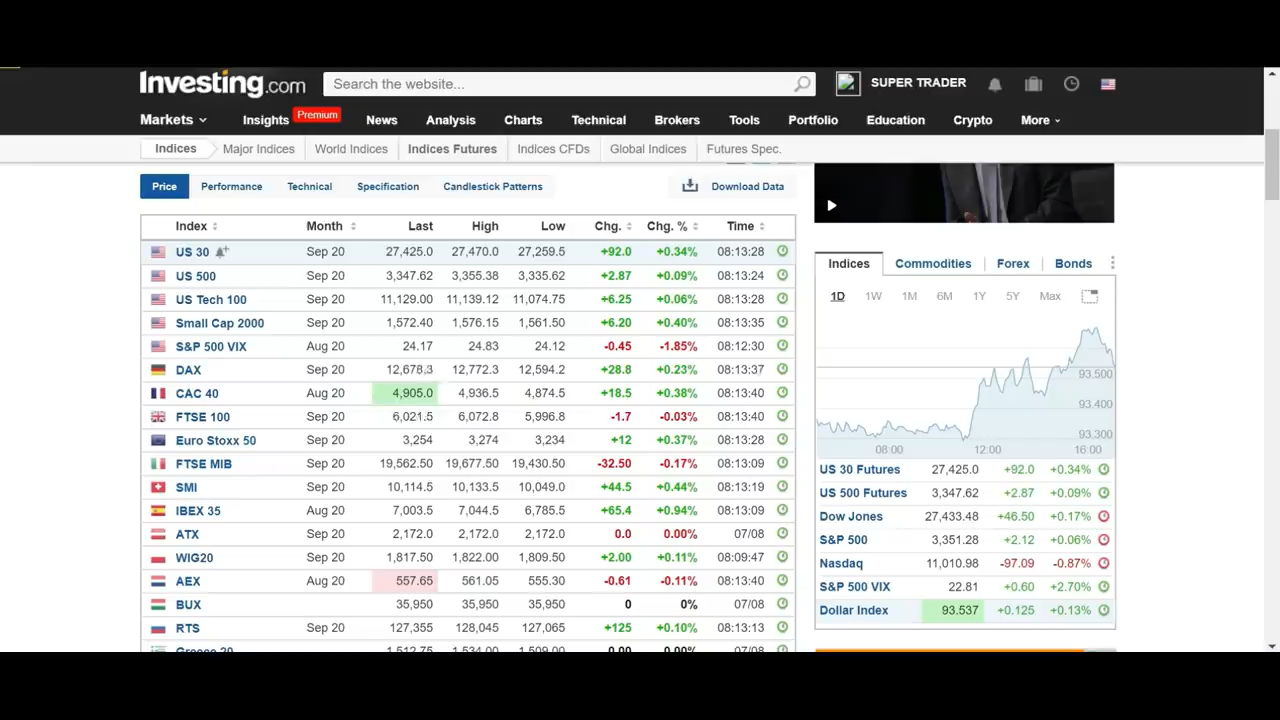 Investing.com Search the website... SUPER TRADER
Markets Insights Premium News Analysis Charts Technical Brokers Tools Portfolio Education Crypto More
Indices Major Indices World Indices Indices Futures Indices CFDs Global Indices Futures Spec.
Price Performance Technical Specification Candlestick Patterns Download Data
Index Month Last High Low Chg. Chg. % Time
US 30 Sep 20 27,425.0 27,470.0 27,259.5 +92.0 +0.34% 08:13:28
US 500 Sep 20 3,347.62 3,355.38 3,335.62 +2.87 +0.09% 08:13:24
US Tech 100 Sep 20 11,129.00 11,139.12 11,074.75 +6.25 +0.06% 08:13:28
Small Cap 2000 Sep 20 1,572.40 1,576.15 1,561.50 +6.20 +0.40% 08:13:35
S&P 500 VIX Aug 20 24.17 24.83 24.12 -0.45 -1.85% 08:12:30
DAX Sep 20 12,678.3 12,772.3 12,594.2 +28.8 +0.23% 08:13:37
CAC 40 Aug 20 4,905.0 4,936.5 4,874.5 +18.5 +0.38% 08:13:40
FTSE 100 Sep 20 6,021.5 6,072.8 5,996.8 -1.7 -0.03% 08:13:40
Euro Stoxx 50 Sep 20 3,254 3,274 3,234 +12 +0.37% 08:13:28
FTSE MIB Sep 20 19,562.50 19,677.50 19,430.50 -32.50 -0.17% 08:13:09
SMI Sep 20 10,114.5 10,133.5 10,049.0 +44.5 +0.44% 08:13:19
IBEX 35 Sep 20 7,003.5 7,044.5 6,785.5 +65.4 +0.94% 08:13:09
ATX Sep 20 2,172.0 2,172.0 2,172.0 0.0 0.00% 07/08
WIG20 Sep 20 1,817.50 1,822.00 1,809.50 +2.00 +0.11% 08:09:47
AEX Aug 20 557.65 561.05 555.30 -0.61 -0.11% 08:13:40
BUX 35,950 35,950 35,950 0 0% 07/08
RTS Sep 20 127,355 128,045 127,065 +125 +0.10% 08:13:13
Greece 20 1,512.75 1,534.00 1,509.00 0.00 0.00% 07/08
Indices Commodities Forex Bonds
1D 1W 1M 6M 1Y 5Y Max
93.500
93.400
93.300
08:00 12:00 16:00
US 30 Futures 27,425.0 +92.0 +0.34%
US 500 Futures 3,347.62 +2.87 +0.09%
Dow Jones 27,433.48 +46.50 +0.17%
S&P 500 3,351.28 +2.12 +0.06%
Nasdaq 11,010.98 -97.09 -0.87%
S&P 500 VIX 22.81 +0.60 +2.70%
Dollar Index 93.537 +0.125 +0.13%